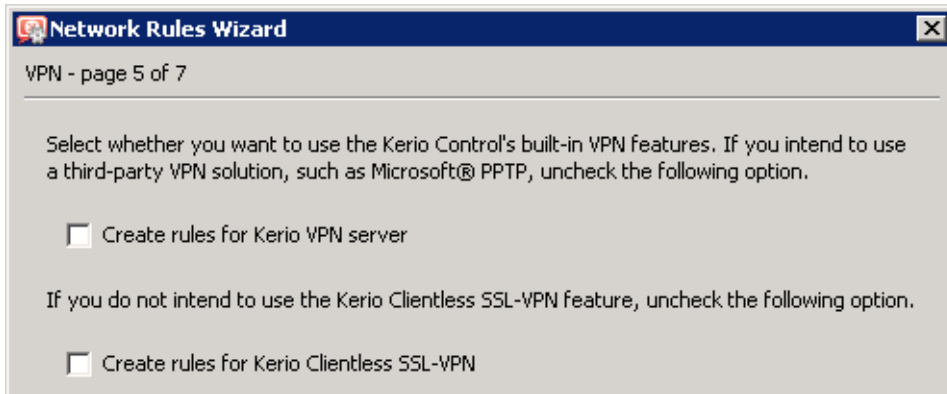 Network Rules Wizard
VPN - page 5 of 7
Select whether you want to use the Kerio Control's built-in VPN features. If you intend to use
a third-party VPN solution, such as Microsoft® PPTP, uncheck the following option.
Create rules for Kerio VPN server
If you do not intend to use the Kerio Clientless SSL-VPN feature, uncheck the following option.
Create rules for Kerio Clientless SSL-VPN